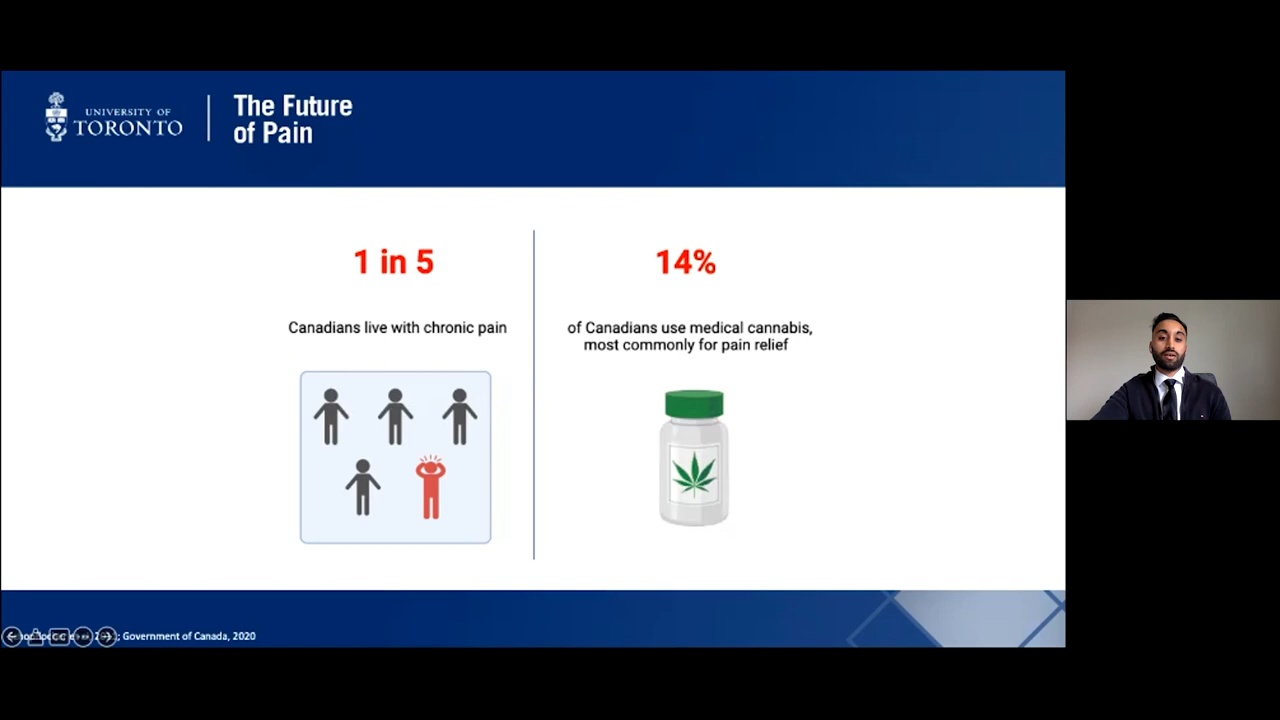 UNIVERSITY OF
TORONTO
The Future
of Pain
1 in 5
Canadians live with chronic pain
14%
of Canadians use medical cannabis,
most commonly for pain relief
; Government of Canada, 2020